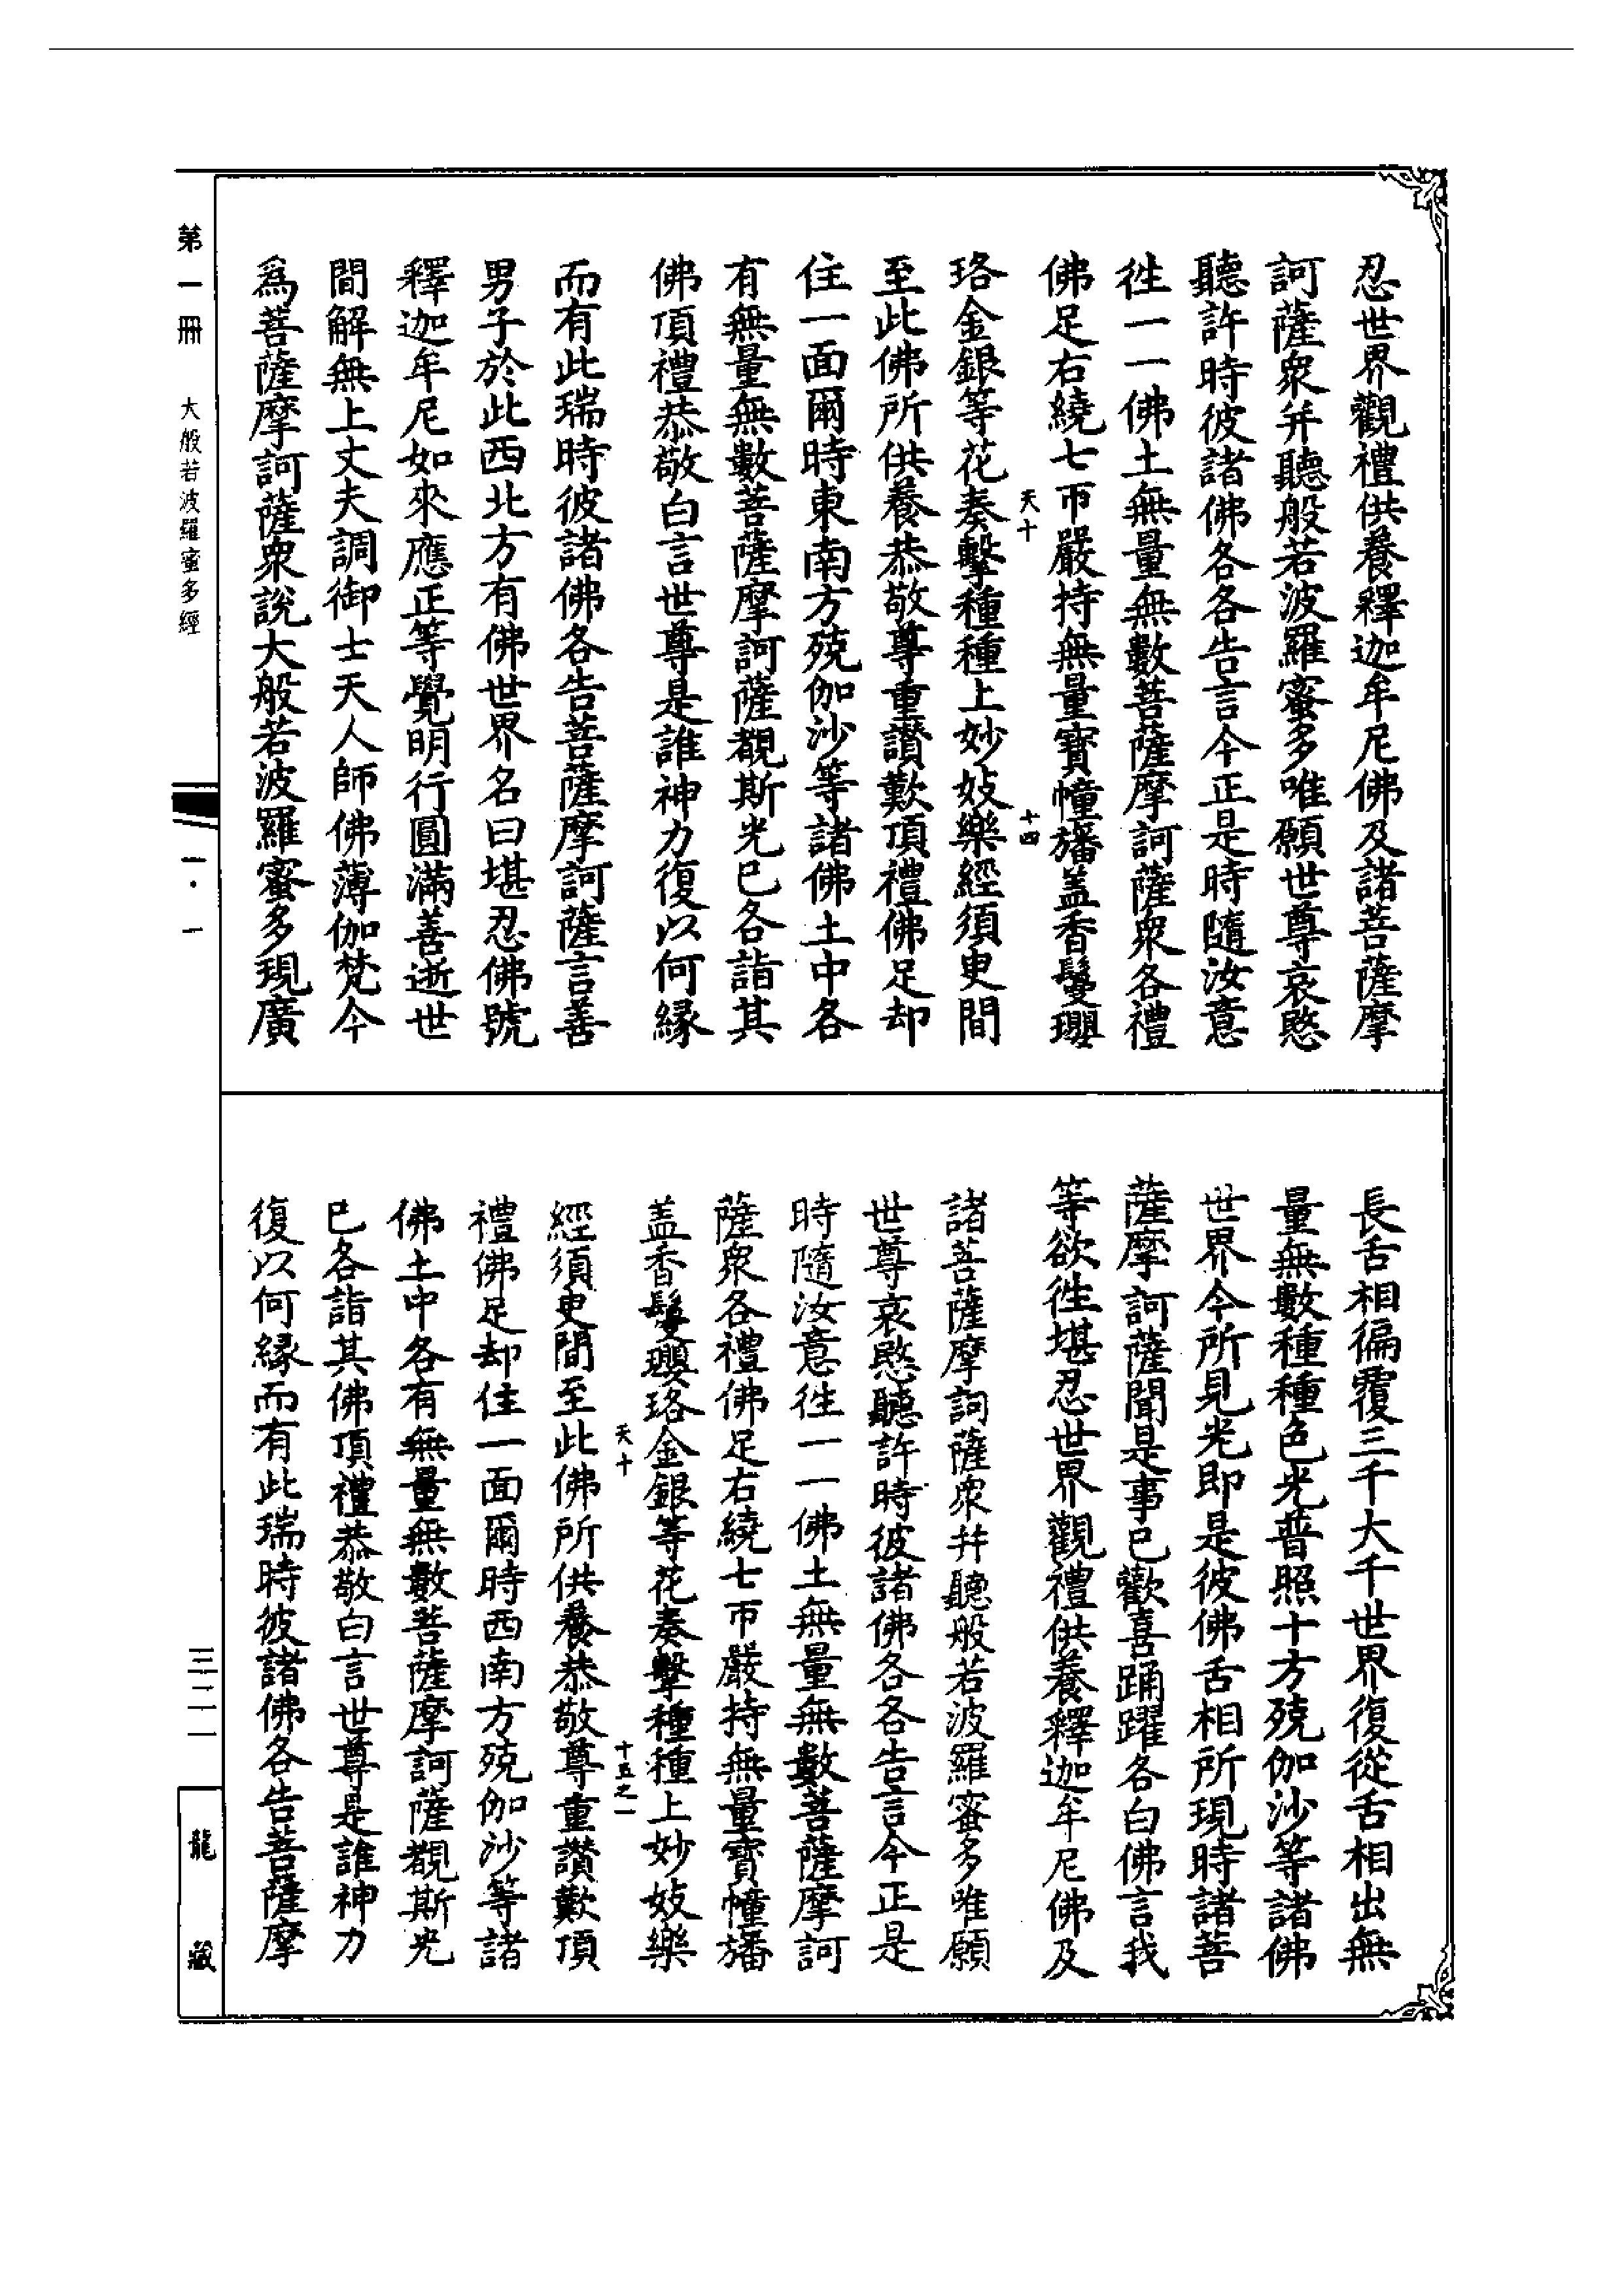 忍世界觀禮供養釋迦牟尼佛及諸菩薩摩
訶薩衆并聽般若波羅蜜多唯願世尊哀愍
聽許時彼諸佛各各告言今正是時隨汝意
徃一一佛土無量無數菩薩摩訶薩衆各禮
佛足右繞七帀嚴持無量寶幢旛盖香鬘瓔
天十 十四
珞金銀等花奏擊種種上妙妓樂經須臾間
至此佛所供養恭敬尊重讚歎頂禮佛足却
住一面爾時東南方殑伽沙等諸佛土中各
有無量無數菩薩摩訶薩覩斯光已各詣其
佛頂禮恭敬白言世尊是誰神力復以何緣
而有此瑞時彼諸佛各告菩薩摩訶薩言善
男子於此西北方有佛世界名曰堪忍佛號
釋迦牟尼如來應正等覺明行圓滿善逝世
間解無上丈夫調御士天人師佛薄伽梵今
爲菩薩摩訶薩衆說大般若波羅蜜多現廣
長舌相徧覆三千大千世界復從舌相出無
量無數種種色光普照十方殑伽沙等諸佛
世界今所見光即是彼佛舌相所現時諸菩
薩摩訶薩聞是事已歡喜踊躍各白佛言我
等欲徃堪忍世界觀禮供養釋迦牟尼佛及
諸菩薩摩訶薩衆并聽般若波羅蜜多唯願
世尊哀愍聽許時彼諸佛各各告言今正是
時隨汝意徃一一佛土無量無數菩薩摩訶
薩衆各禮佛足右繞七帀嚴持無量寶幢旛
盖香鬘瓔珞金銀等花奏擊種種上妙妓樂
天十 十五之一
經須臾間至此佛所供養恭敬尊重讚歎頂
禮佛足却住一面爾時西南方殑伽沙等諸
佛土中各有無量無數菩薩摩訶薩覩斯光
已各詣其佛頂禮恭敬白言世尊是誰神力
復以何緣而有此瑞時彼諸佛各告菩薩摩
第一冊 大般若波羅蜜多經
一·一
三二一
龍藏